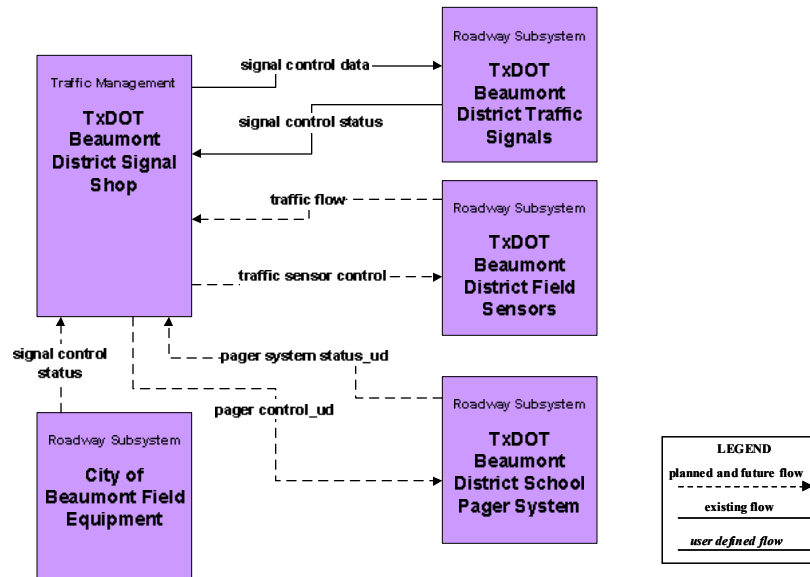 Traffic Management
TxDOT
Beaumont
District Signal
Shop
signal control data
signal control status
Roadway Subsystem
TxDOT
Beaumont
District Traffic
Signals
traffic flow
traffic sensor control
Roadway Subsystem
TxDOT
Beaumont
District Field
Sensors
signal control
status
pager system status_ud
pager control_ud
Roadway Subsystem
City of
Beaumont Field
Equipment
Roadway Subsystem
TxDOT
Beaumont
District School
Pager System
LEGEND
planned and future flow
existing flow
user defined flow